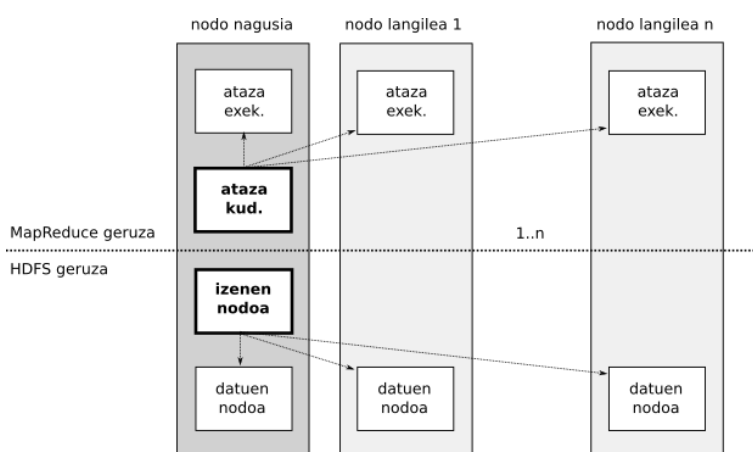 nodo nagusia
nodo langilea 1
nodo langilea n
ataza
exek.
ataza
exek.
ataza
exek.
ataza
kud.
MapReduce geruza
1..n
HDFS geruza
izenen
nodoa
datuen
nodoa
datuen
nodoa
datuen
nodoa